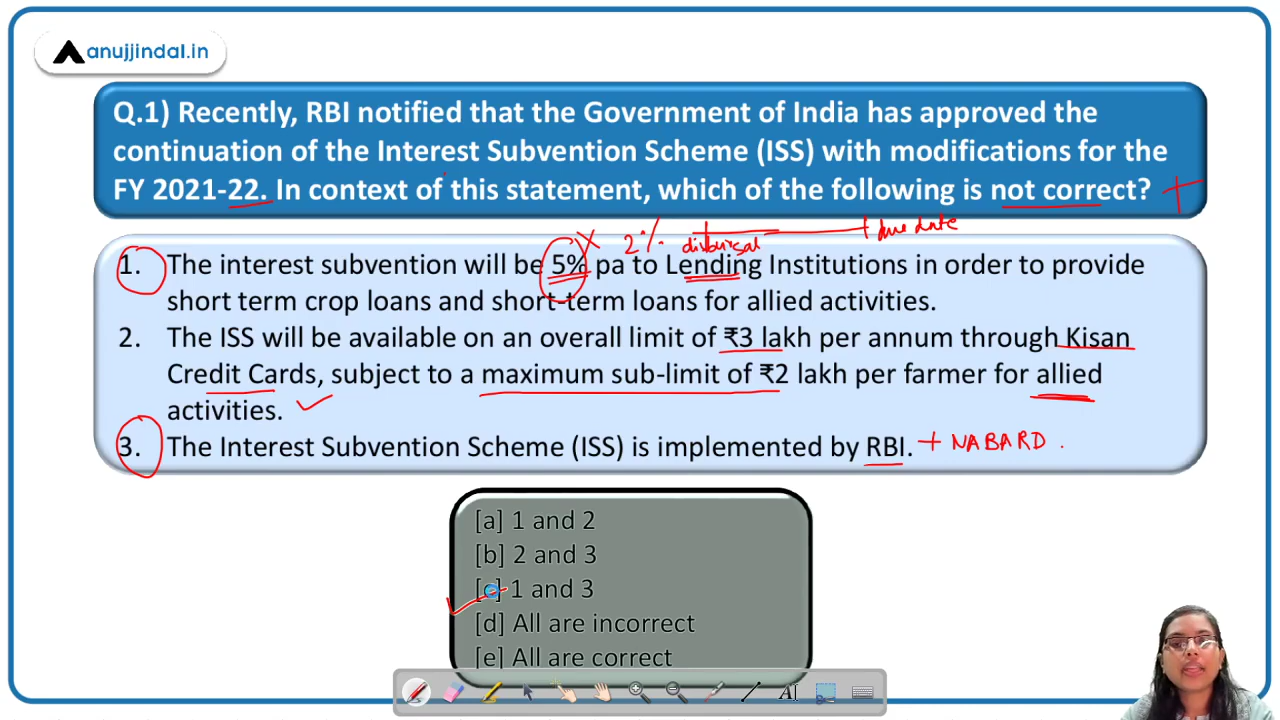 anujjindal.in
Q.1) Recently, RBI notified that the Government of India has approved the
continuation of the Interest Subvention Scheme (ISS) with modifications for the
FY 2021-22. In context of this statement, which of the following is not correct?
2% disbursal due date
1. The interest subvention will be 5% pa to Lending Institutions in order to provide
short term crop loans and short-term loans for allied activities.
2. The ISS will be available on an overall limit of ₹3 lakh per annum through Kisan
Credit Cards, subject to a maximum sub-limit of ₹2 lakh per farmer for allied
activities.
3. The Interest Subvention Scheme (ISS) is implemented by RBI. + NABARD.
[a] 1 and 2
[b] 2 and 3
[c] 1 and 3
[d] All are incorrect
[e] All are correct